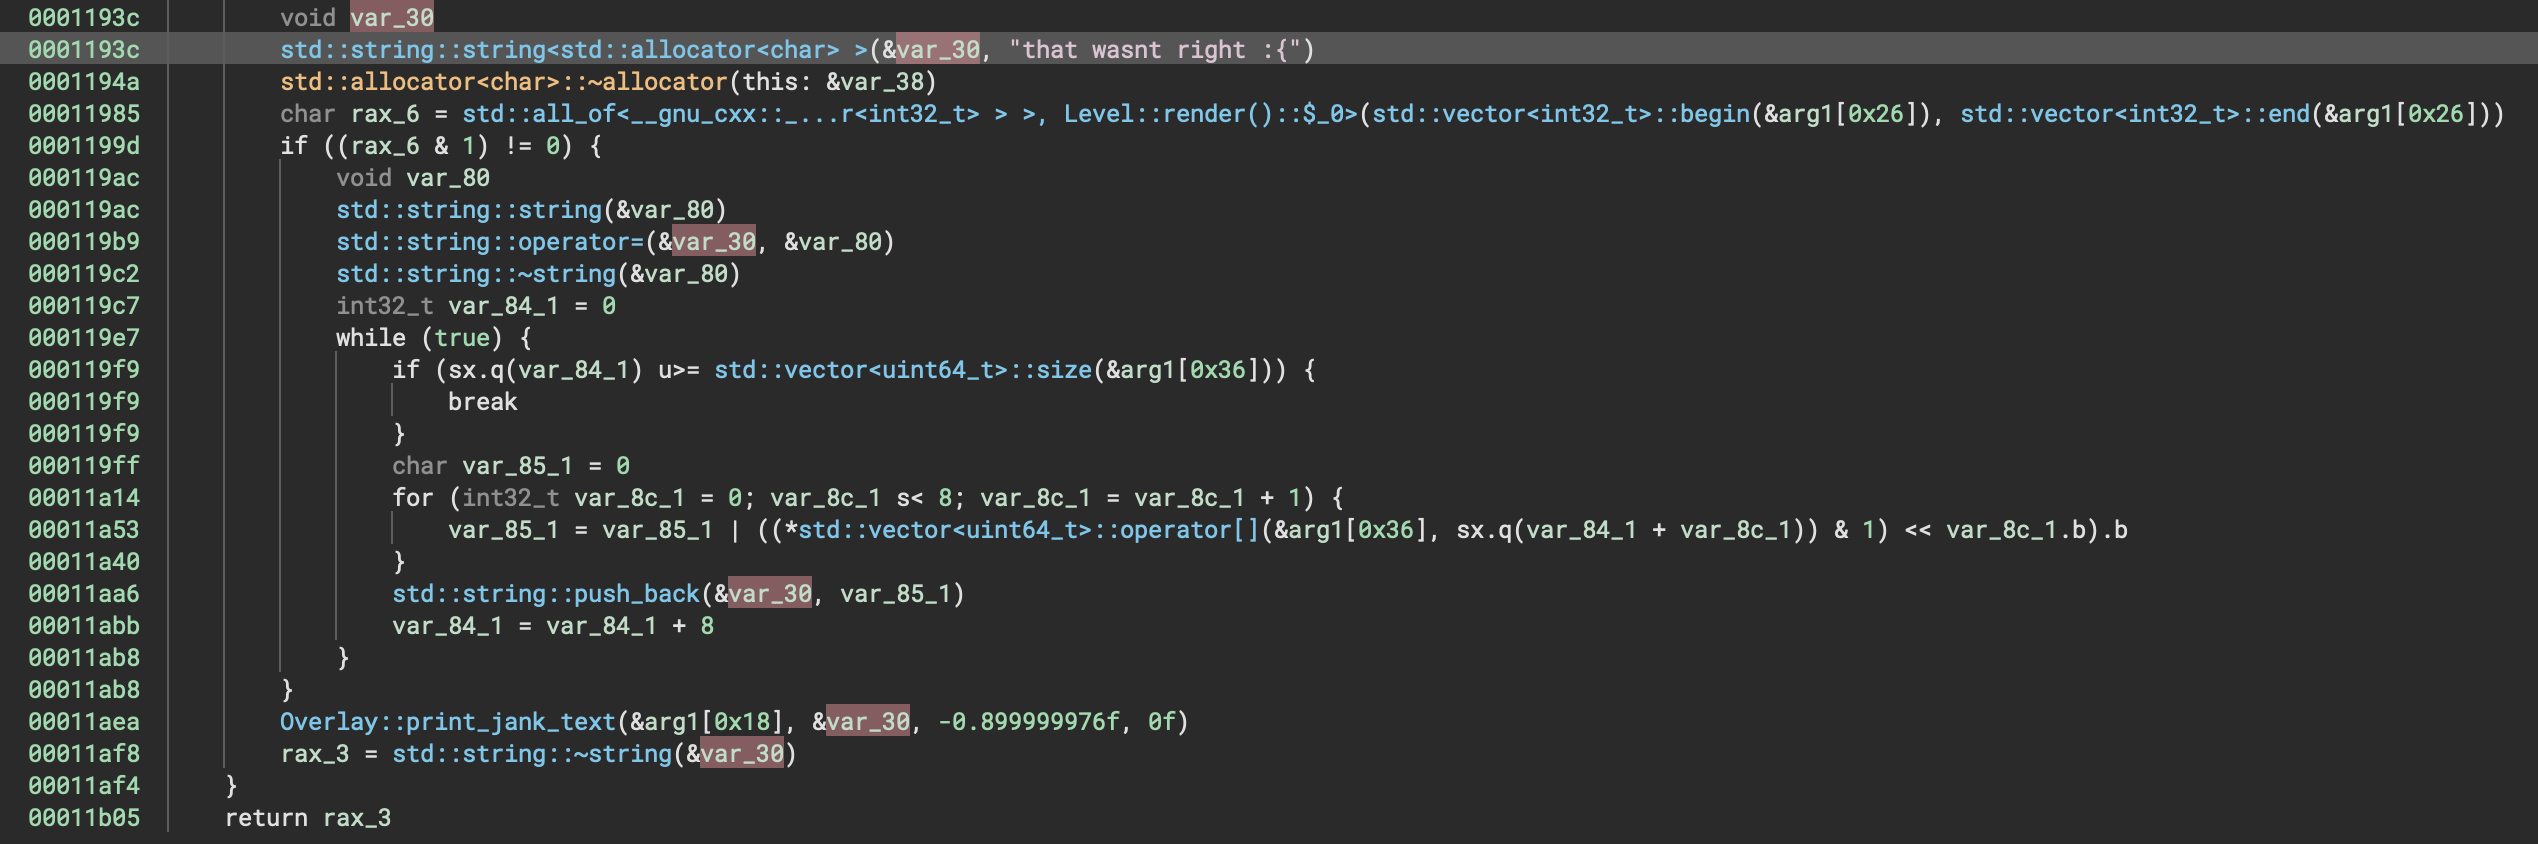 0001193c void var_30
0001193c std::string::string<std::allocator<char> >(&var_30, "that wasnt right :{")
0001194a std::allocator<char>::~allocator(this: &var_38)
00011985 char rax_6 = std::all_of<__gnu_cxx::_...r<int32_t> > >, Level::render()::$_0>(std::vector<int32_t>::begin(&arg1[0x26]), std::vector<int32_t>::end(&arg1[0x26]))
0001199d if ((rax_6 & 1) != 0) {
000119ac void var_80
000119ac std::string::string(&var_80)
000119b9 std::string::operator=(&var_30, &var_80)
000119c2 std::string::~string(&var_80)
000119c7 int32_t var_84_1 = 0
000119e7 while (true) {
000119f9 if (sx.q(var_84_1) u>= std::vector<uint64_t>::size(&arg1[0x36])) {
000119f9 break
000119f9 }
000119ff char var_85_1 = 0
00011a14 for (int32_t var_8c_1 = 0; var_8c_1 s< 8; var_8c_1 = var_8c_1 + 1) {
00011a53 var_85_1 = var_85_1 | ((*std::vector<uint64_t>::operator[](&arg1[0x36], sx.q(var_84_1 + var_8c_1)) & 1) << var_8c_1.b).b
00011a40 }
00011aa6 std::string::push_back(&var_30, var_85_1)
00011abb var_84_1 = var_84_1 + 8
00011ab8 }
00011ab8 }
00011aea Overlay::print_jank_text(&arg1[0x18], &var_30, -0.899999976f, 0f)
00011af8 rax_3 = std::string::~string(&var_30)
00011af4 }
00011b05 return rax_3